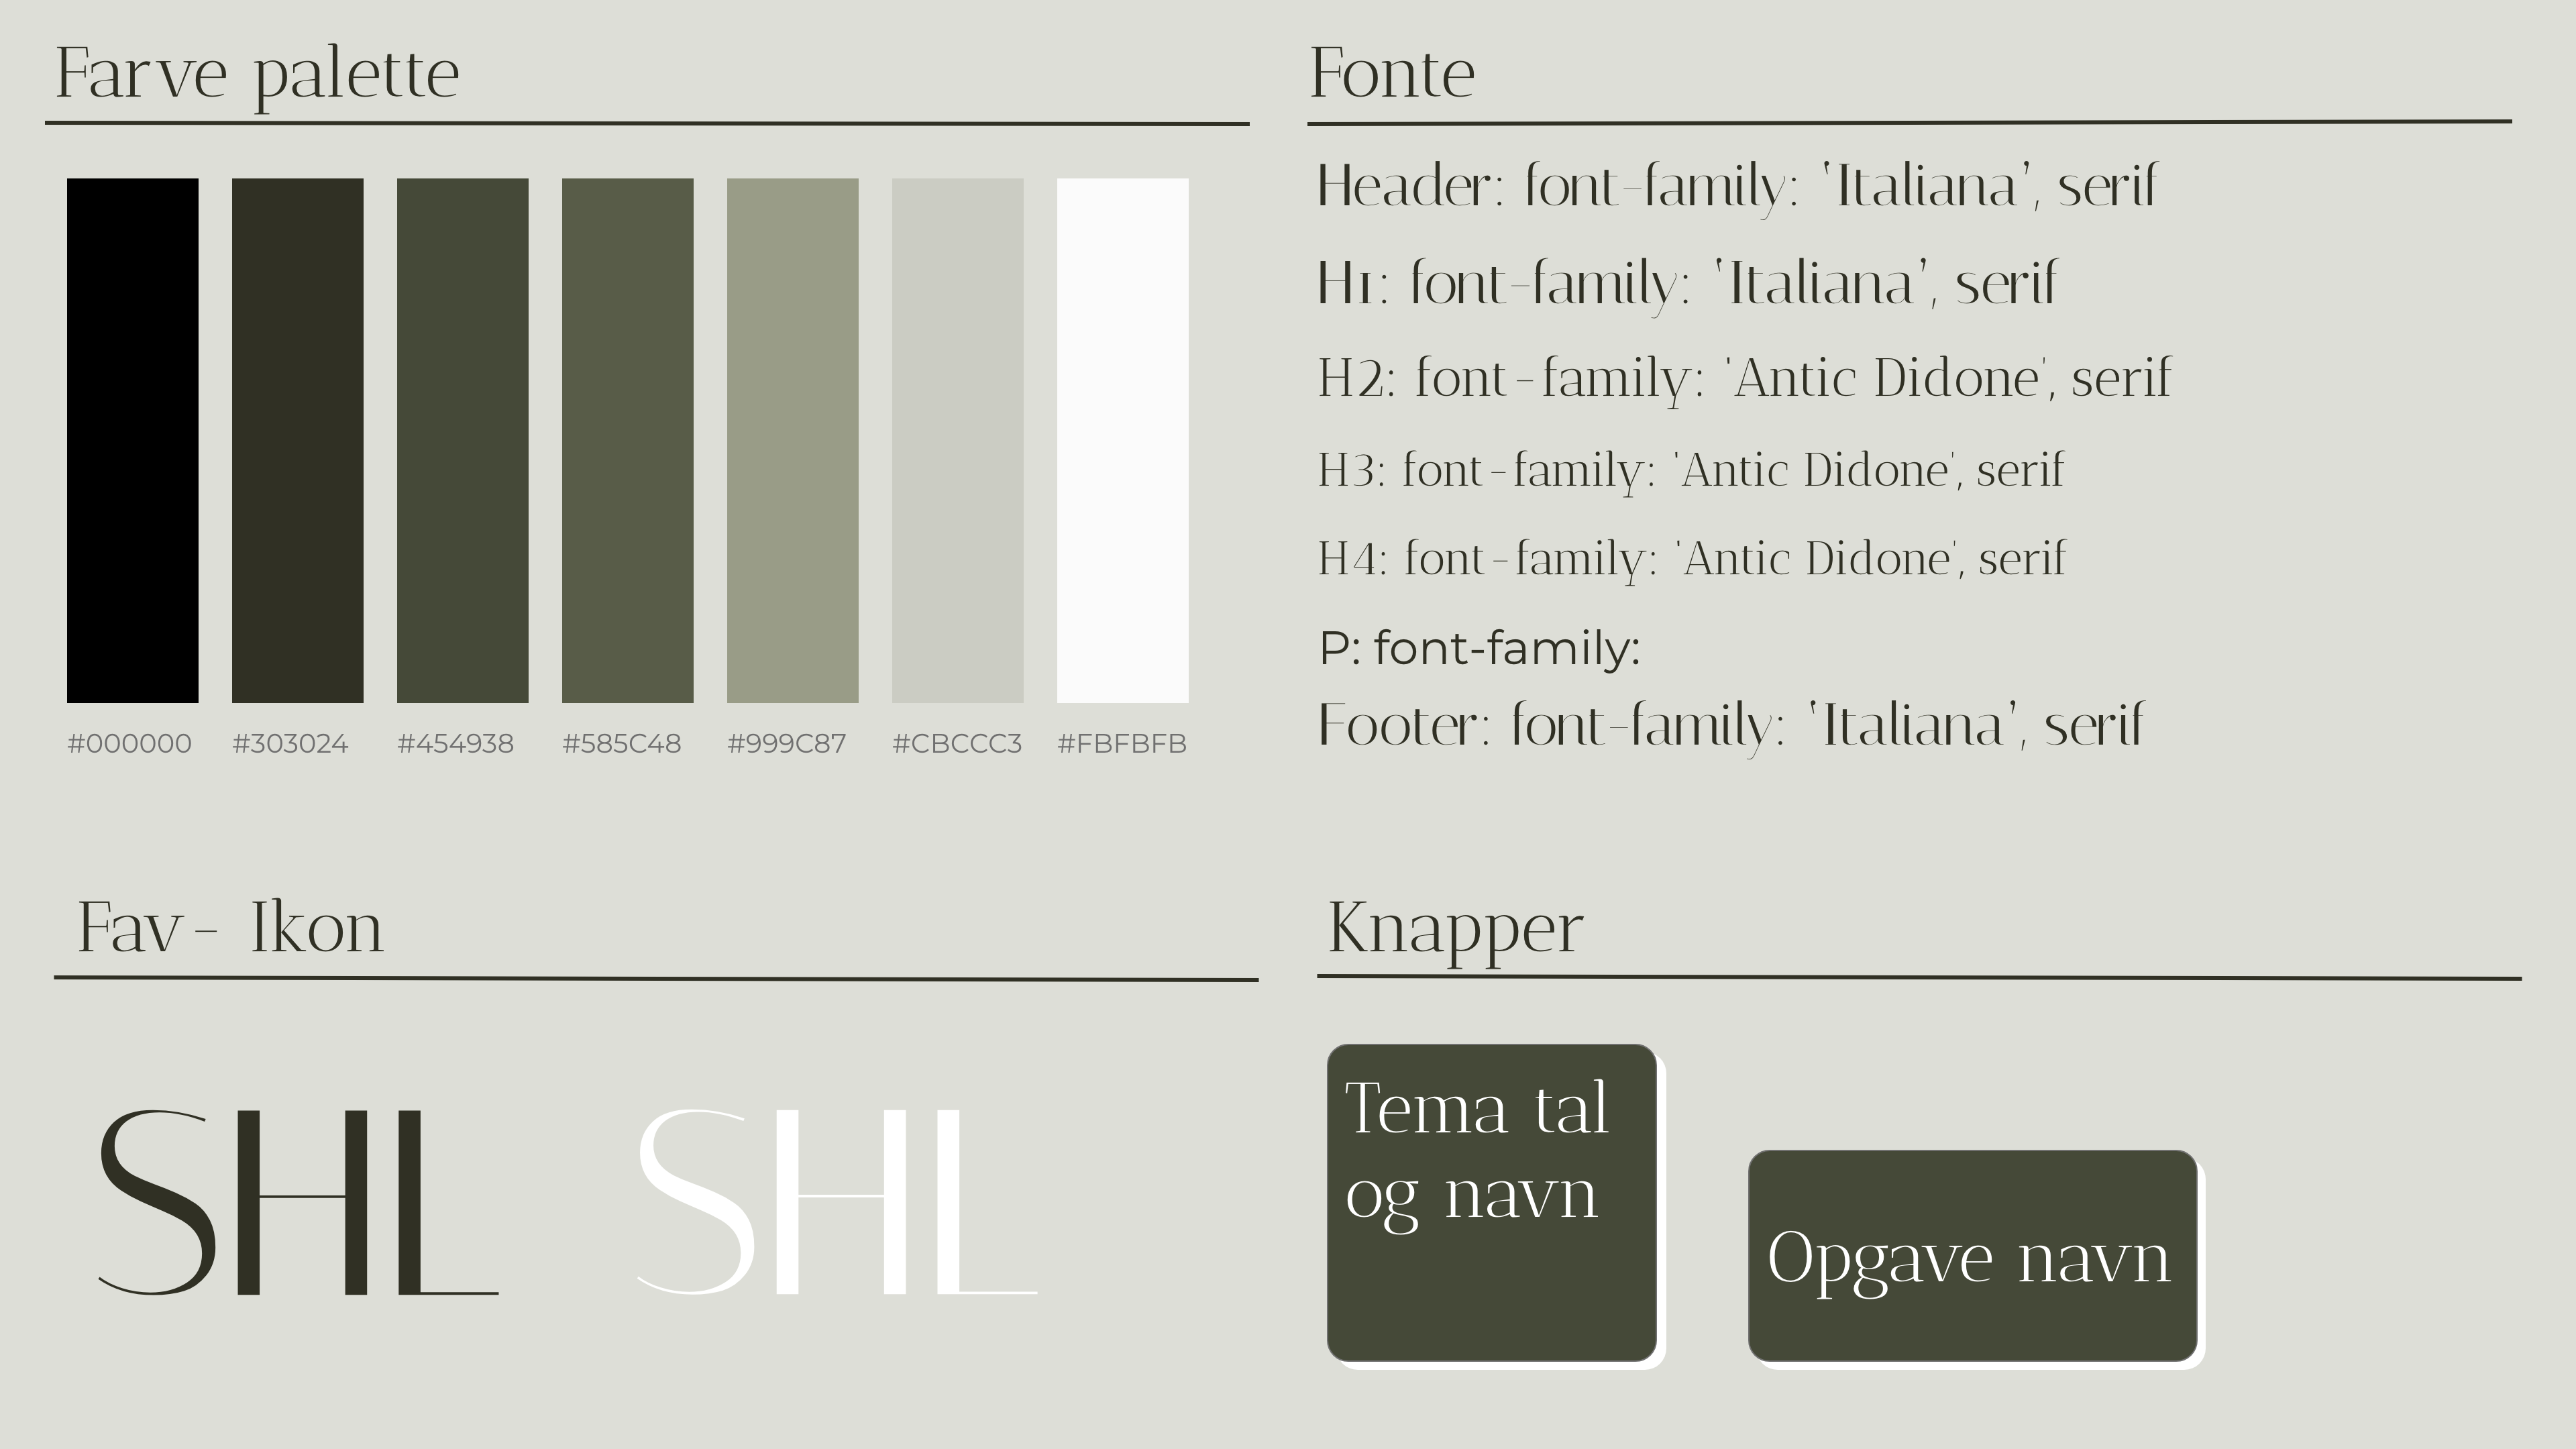 Farve palette
#000000 #303024 #454938 #585C48 #999C87 #CBCCC3 #FBFBFB
Fonte
Header: font-family: ‘Italiana’, serif
H1: font-family: ‘Italiana’, serif
H2: font-family: 'Antic Didone', serif
H3: font-family: 'Antic Didone', serif
H4: font-family: 'Antic Didone', serif
P: font-family:
Footer: font-family: ‘Italiana’, serif
Fav- Ikon
SHL SHL
Knapper
Tema tal
og navn
Opgave navn